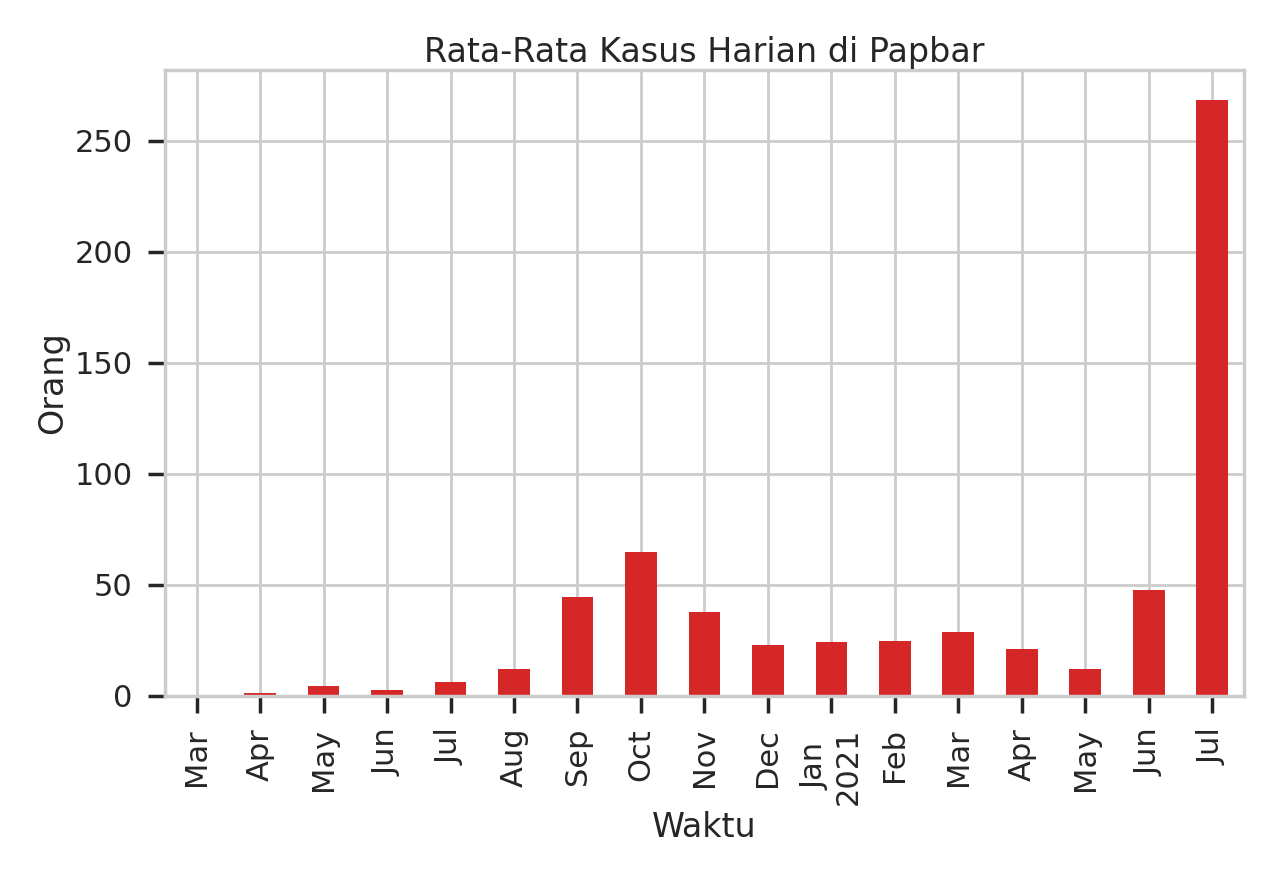 Rata-Rata Kasus Harian di Papbar
250
200
150
100
50
0
Orang
Mar
Apr
May
Jun
Jul
Aug
Sep
Oct
Nov
Dec
Jan
2021
Feb
Mar
Apr
May
Jun
Jul
Waktu